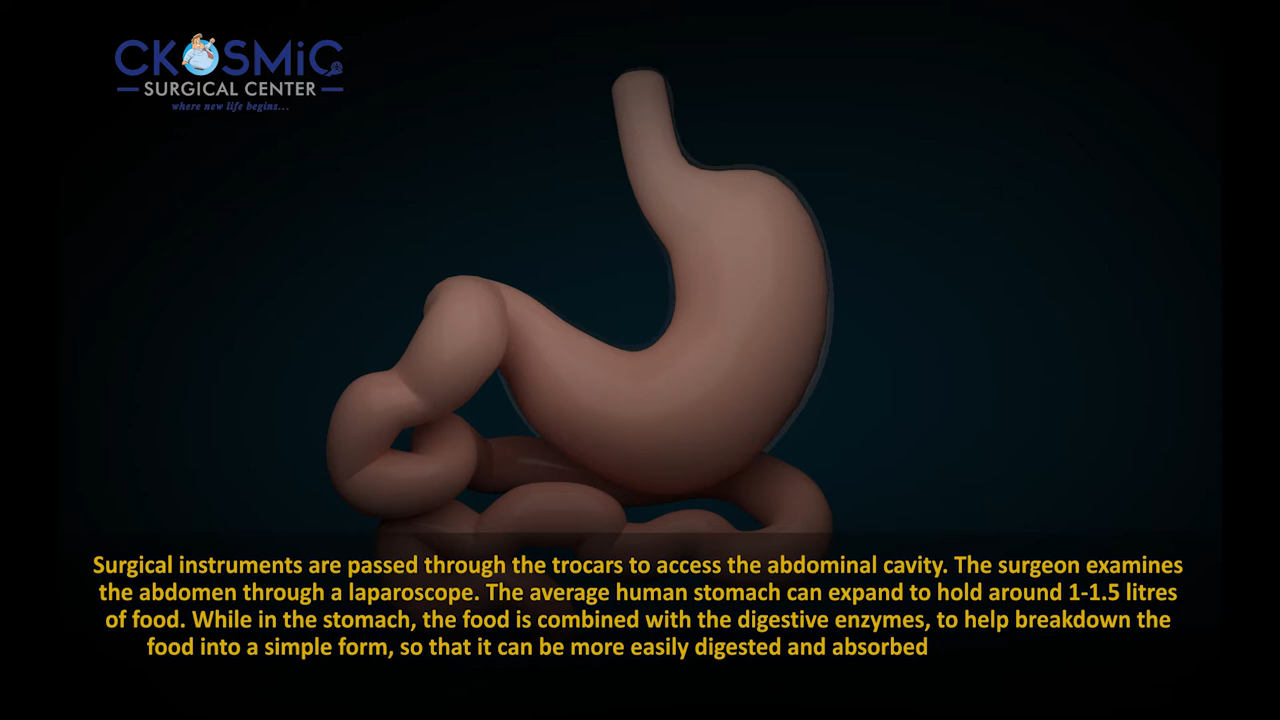 CKOSMiC
SURGICAL CENTER
where new life begins...
Surgical instruments are passed through the trocars to access the abdominal cavity. The surgeon examines
the abdomen through a laparoscope. The average human stomach can expand to hold around 1-1.5 litres
of food. While in the stomach, the food is combined with the digestive enzymes, to help breakdown the
food into a simple form, so that it can be more easily digested and absorbed